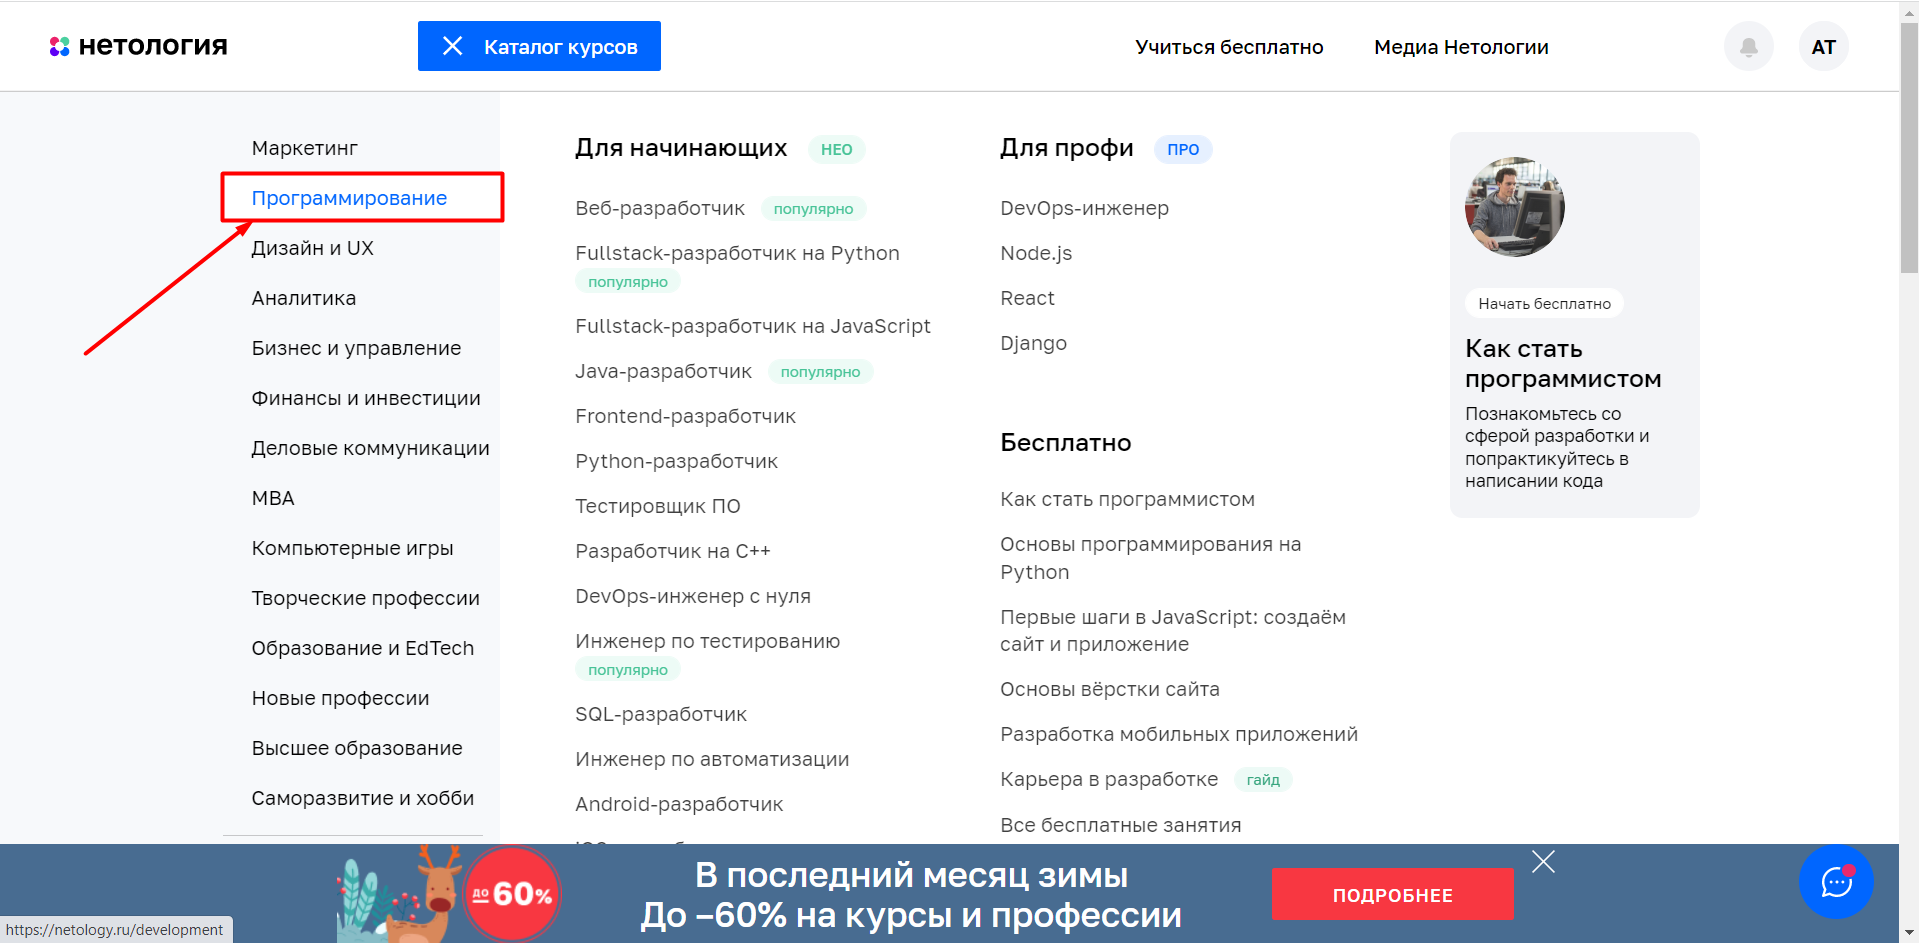 нетология
Каталог курсов
Учиться бесплатно
Медиа Нетологии
АТ
Маркетинг
Программирование
Дизайн и UX
Аналитика
Бизнес и управление
Финансы и инвестиции
Деловые коммуникации
MBA
Компьютерные игры
Творческие профессии
Образование и EdTech
Новые профессии
Высшее образование
Саморазвитие и хобби
Для начинающих НЕО
Веб-разработчик популярно
Fullstack-разработчик на Python
популярно
Fullstack-разработчик на JavaScript
Java-разработчик популярно
Frontend-разработчик
Python-разработчик
Тестировщик ПО
Разработчик на C++
DevOps-инженер с нуля
Инженер по тестированию
популярно
SQL-разработчик
Инженер по автоматизации
Android-разработчик
Для профи ПРО
DevOps-инженер
Node.js
React
Django
Бесплатно
Как стать программистом
Основы программирования на
Python
Первые шаги в JavaScript: создаём
сайт и приложение
Основы вёрстки сайта
Разработка мобильных приложений
Карьера в разработке гайд
Все бесплатные занятия
Начать бесплатно
Как стать
программистом
Познакомьтесь со
сферой разработки и
попрактикуйтесь в
написании кода
до 60%
В последний месяц зимы
До –60% на курсы и профессии
ПОДРОБНЕЕ
https://netology.ru/development